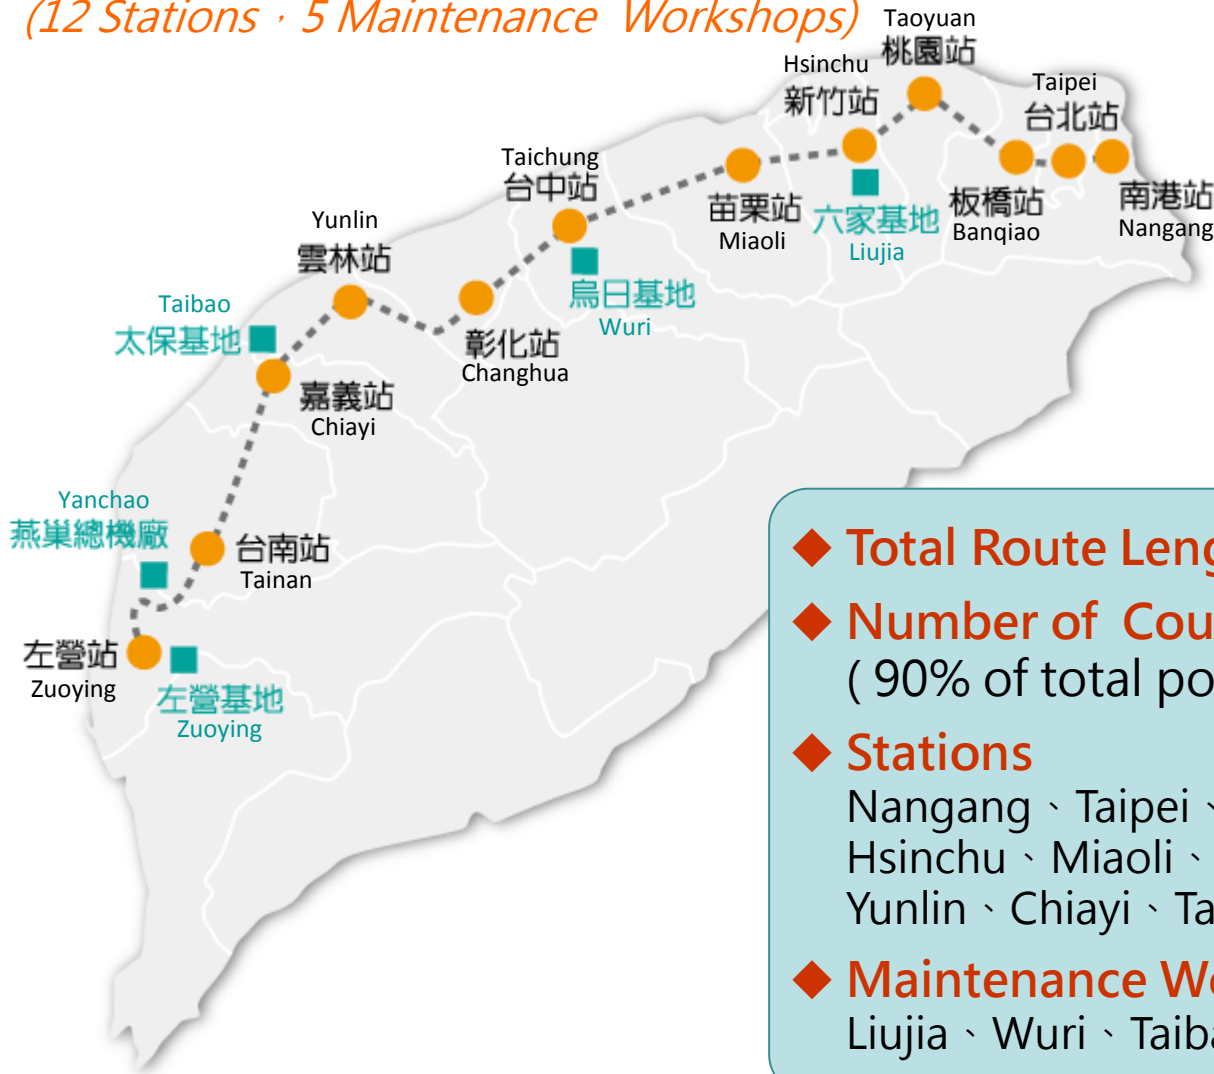 (12 Stations，5 Maintenance Workshops)
Taoyuan
桃園站
Hsinchu
新竹站
Taipei
台北站
Taichung
台中站
苗栗站
Miaoli
六家基地
Liujia
板橋站
Banqiao
南港站
Nangang
Yunlin
雲林站
烏日基地
Wuri
Taibao
太保基地
彰化站
Changhua
嘉義站
Chiayi
Yanchao
燕巢總機廠
台南站
Tainan
左營站
Zuoying
左營基地
Zuoying
◆ Total Route
◆ Number of
( 90% of total
◆ Stations
Nangang、Taipei、
Hsinchu、Miaoli、
Yunlin、Chiayi、
◆ Maintenance
Liujia、Wuri、